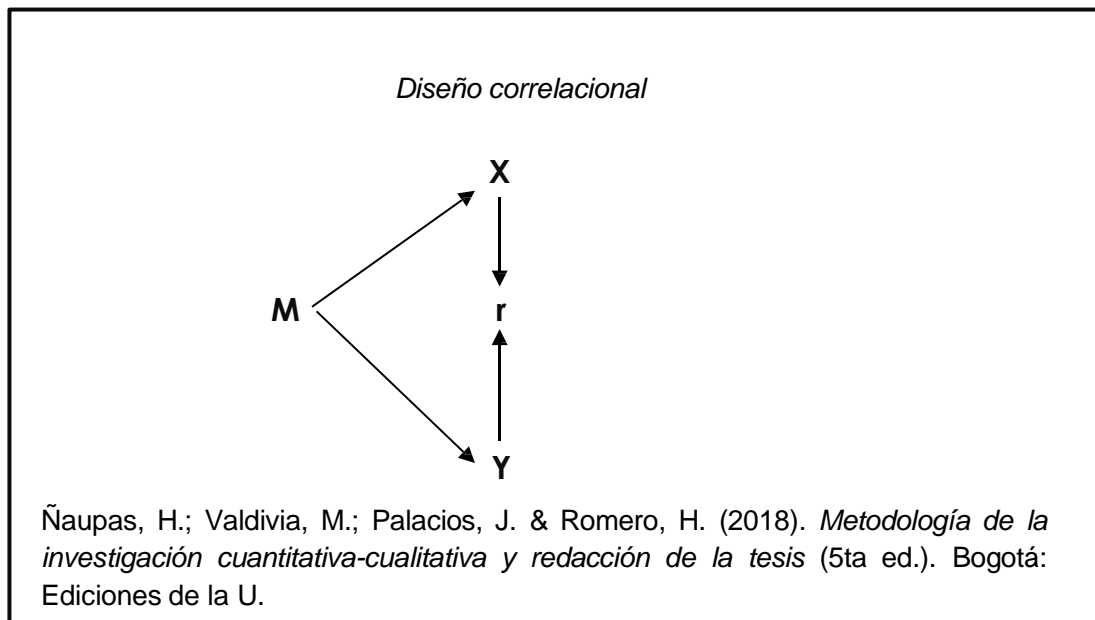 Diseño correlacional
X
M
r
Y
Ñaupas, H.; Valdivia, M.; Palacios, J. & Romero, H. (2018). Metodología de la
investigación cuantitativa-cualitativa y redacción de la tesis (5ta ed.). Bogotá:
Ediciones de la U.